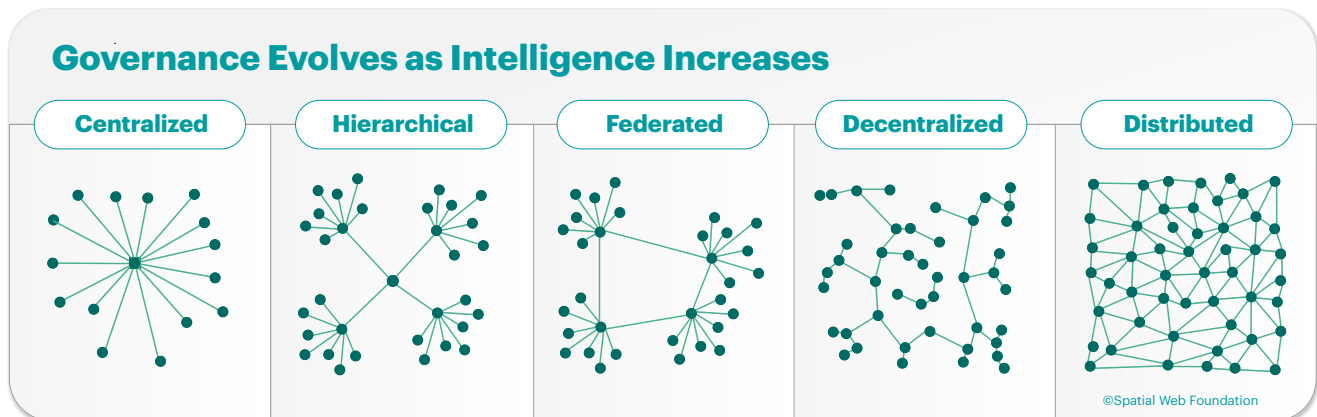 Governance Evolves as Intelligence Increases
Centralized
Hierarchical
Federated
Decentralized
Distributed
©Spatial Web Foundation